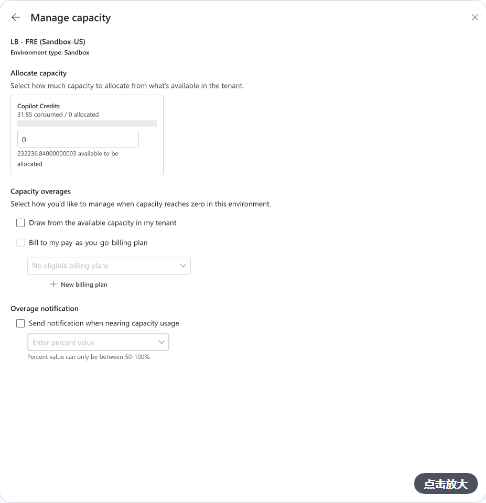 Manage capacity
LB - FRE (Sandbox-US)
Environment type: Sandbox
Allocate capacity
Select how much capacity to allocate from what's available in the tenant.
Copilot Credits
31.85 consumed / 0 allocated
0
232236.84000000003 available to be
allocated
Capacity overages
Select how you'd like to manage when capacity reaches zero in this environment.
Draw from the available capacity in my tenant
Bill to my pay-as-you-go billing plan
No eligible billing plans
New billing plan
Overage notification
Send notification when nearing capacity usage
Enter percent value
Percent value can only be between 50-100%.
点击放大